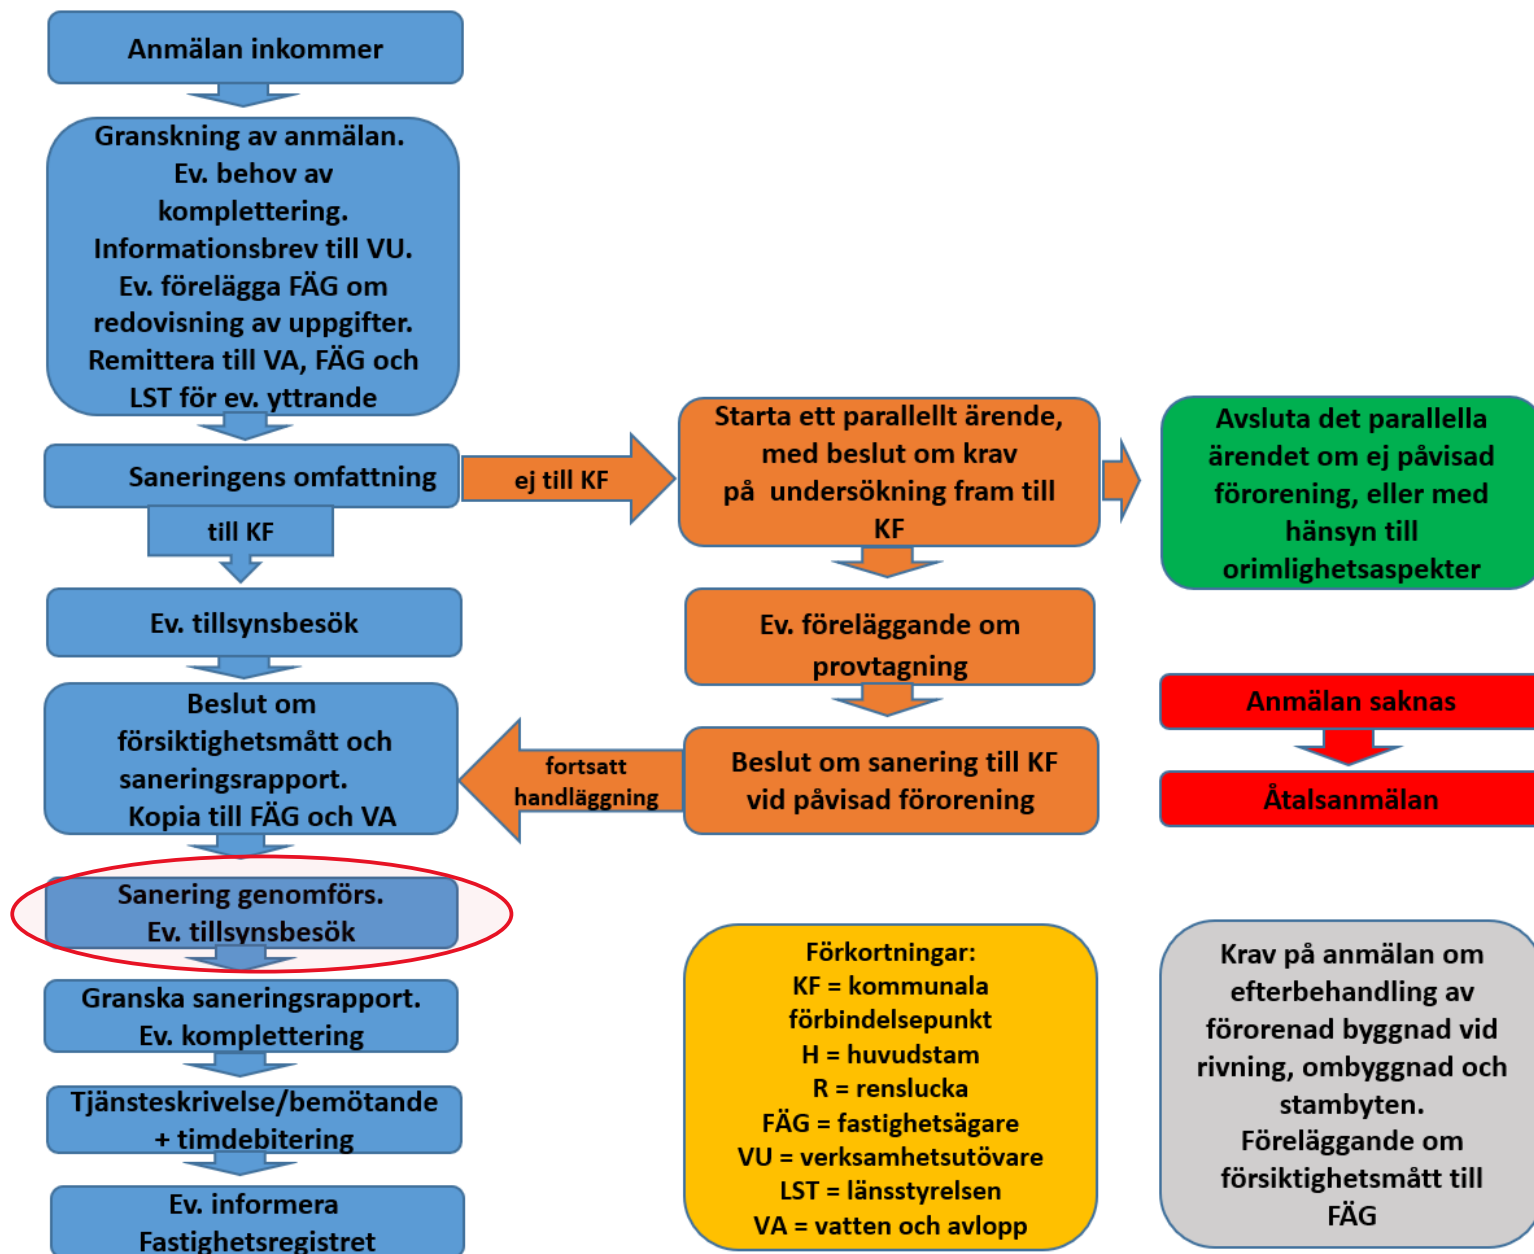 Anmälan inkommer
Granskning av anmälan.
Ev. behov av
komplettering.
Informationsbrev till VU.
Ev. förelägga FÄG om
redovisning av uppgifter.
Remittera till VA, FÄG och
LST för ev. yttrande
Saneringens omfattning
till KF
ej till KF
Starta ett parallellt ärende,
med beslut om krav
på undersökning fram till
KF
Avsluta det parallella
ärendet om ej påvisad
förorening, eller med
hänsyn till
orimlighetsaspekter
Ev. tillsynsbesök
Ev. föreläggande om
provtagning
Beslut om
försiktighetsmått och
saneringsrapport.
Kopia till FÄG och VA
fortsatt
handläggning
Beslut om sanering till KF
vid påvisad förorening
Anmälan saknas
Åtalsanmälan
Sanering genomförs.
Ev. tillsynsbesök
Granska saneringsrapport.
Ev. komplettering
Tjänsteskrivelse/bemötande
+ timdebitering
Ev. informera
Fastighetsregistret
Förkortningar:
KF = kommunala
förbindelsepunkt
H = huvudstam
R = renslucka
FÄG = fastighetsägare
VU = verksamhetsutövare
LST = länsstyrelsen
VA = vatten och avlopp
Krav på anmälan om
efterbehandling av
förorenad byggnad vid
rivning, ombyggnad och
stambyten.
Föreläggande om
försiktighetsmått till
FÄG